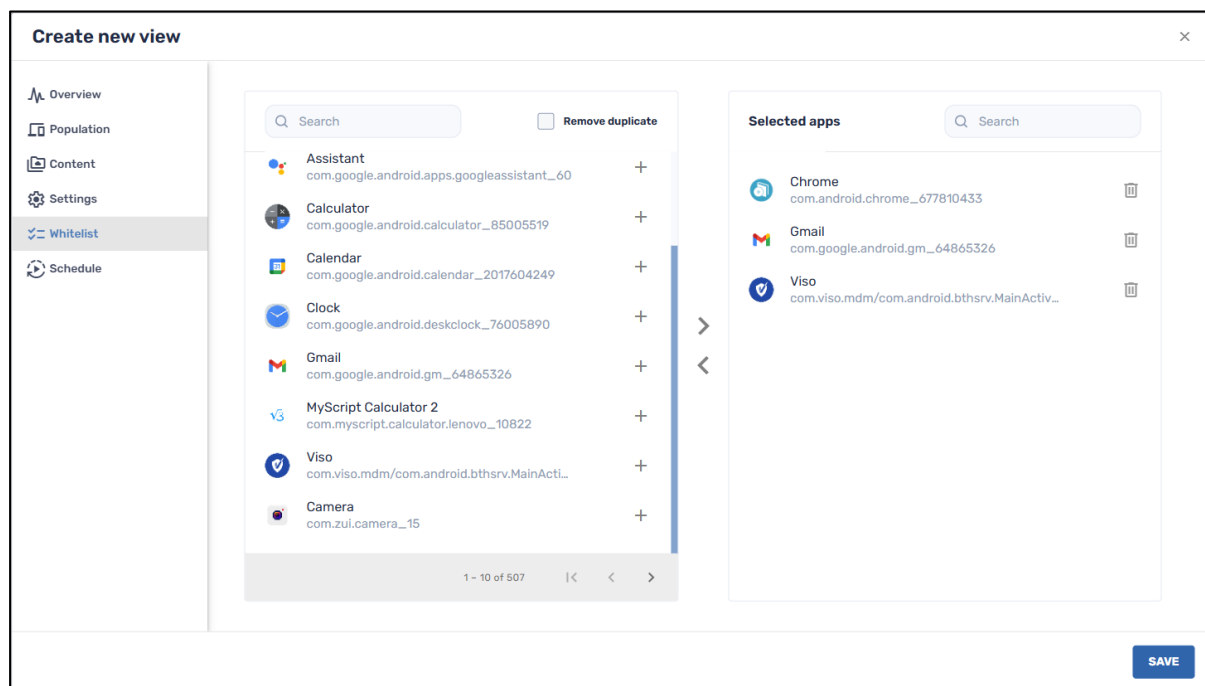 Create new view
Overview
Population
Content
Settings
Whitelist
Schedule
Search
Remove duplicate
Assistant
com.google.android.apps.googleassistant_60
Calculator
com.google.android.calculator_85005519
Calendar
com.google.android.calendar_2017604249
Clock
com.google.android.deskclock_76005890
Gmail
com.google.android.gm_64865326
MyScript Calculator 2
com.myscript.calculator.lenovo_10822
Viso
com.viso.mdm/com.android.bthsrv.MainActi...
Camera
com.zui.camera_15
1 – 10 of 507
Selected apps
Search
Chrome
com.android.chrome_677810433
Gmail
com.google.android.gm_64865326
Viso
com.viso.mdm/com.android.bthsrv.MainActiv...
SAVE